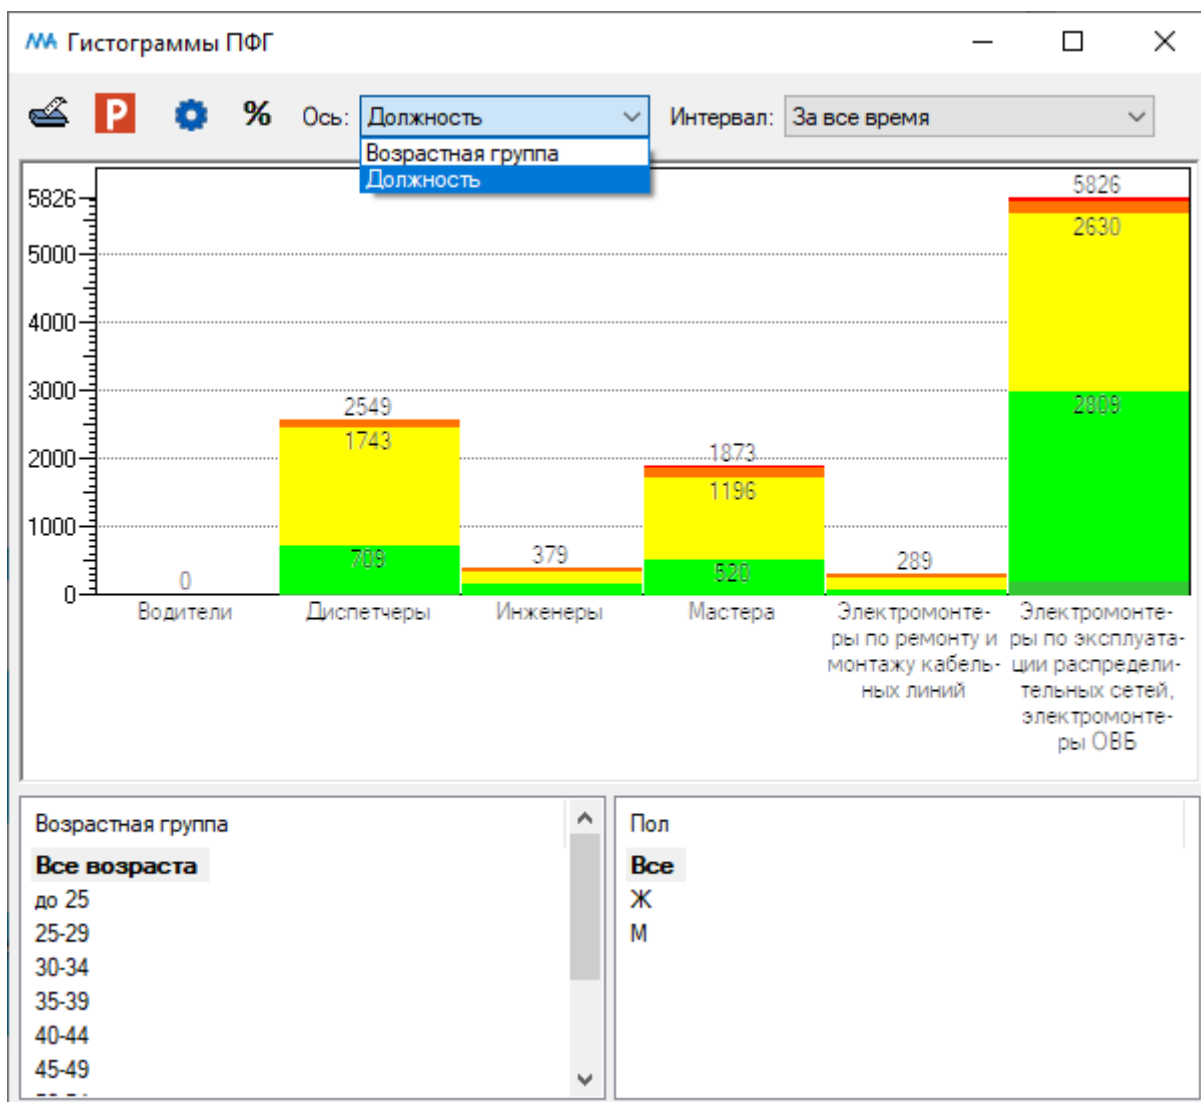 Гистограммы ПФГ
% Ось: Должность Интервал: За все время
Возрастная группа
Должность
5826
5826
2630
5000
4000
3000
2549
2809
1743
2000
1873
1196
1000
709
379
520
289
0
0
Водители Диспетчеры Инженеры Мастера Электромонте- Электромонте-
ры по ремонту и ры по эксплуата-
монтажу кабель- ции распредели-
ных линий тельных сетей,
электромонте-
ры ОВБ
Возрастная группа
Все возраста
до 25
25-29
30-34
35-39
40-44
45-49
Пол
Все
Ж
М